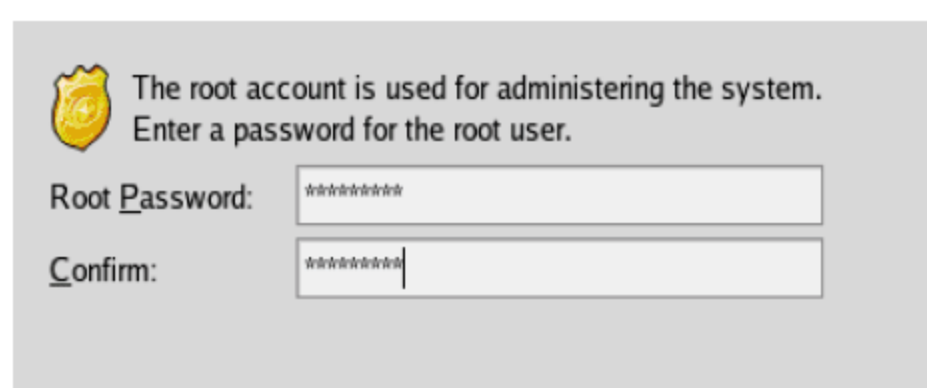 The root account is used for administering the system.
Enter a password for the root user.
Root Password: *********
Confirm: *********